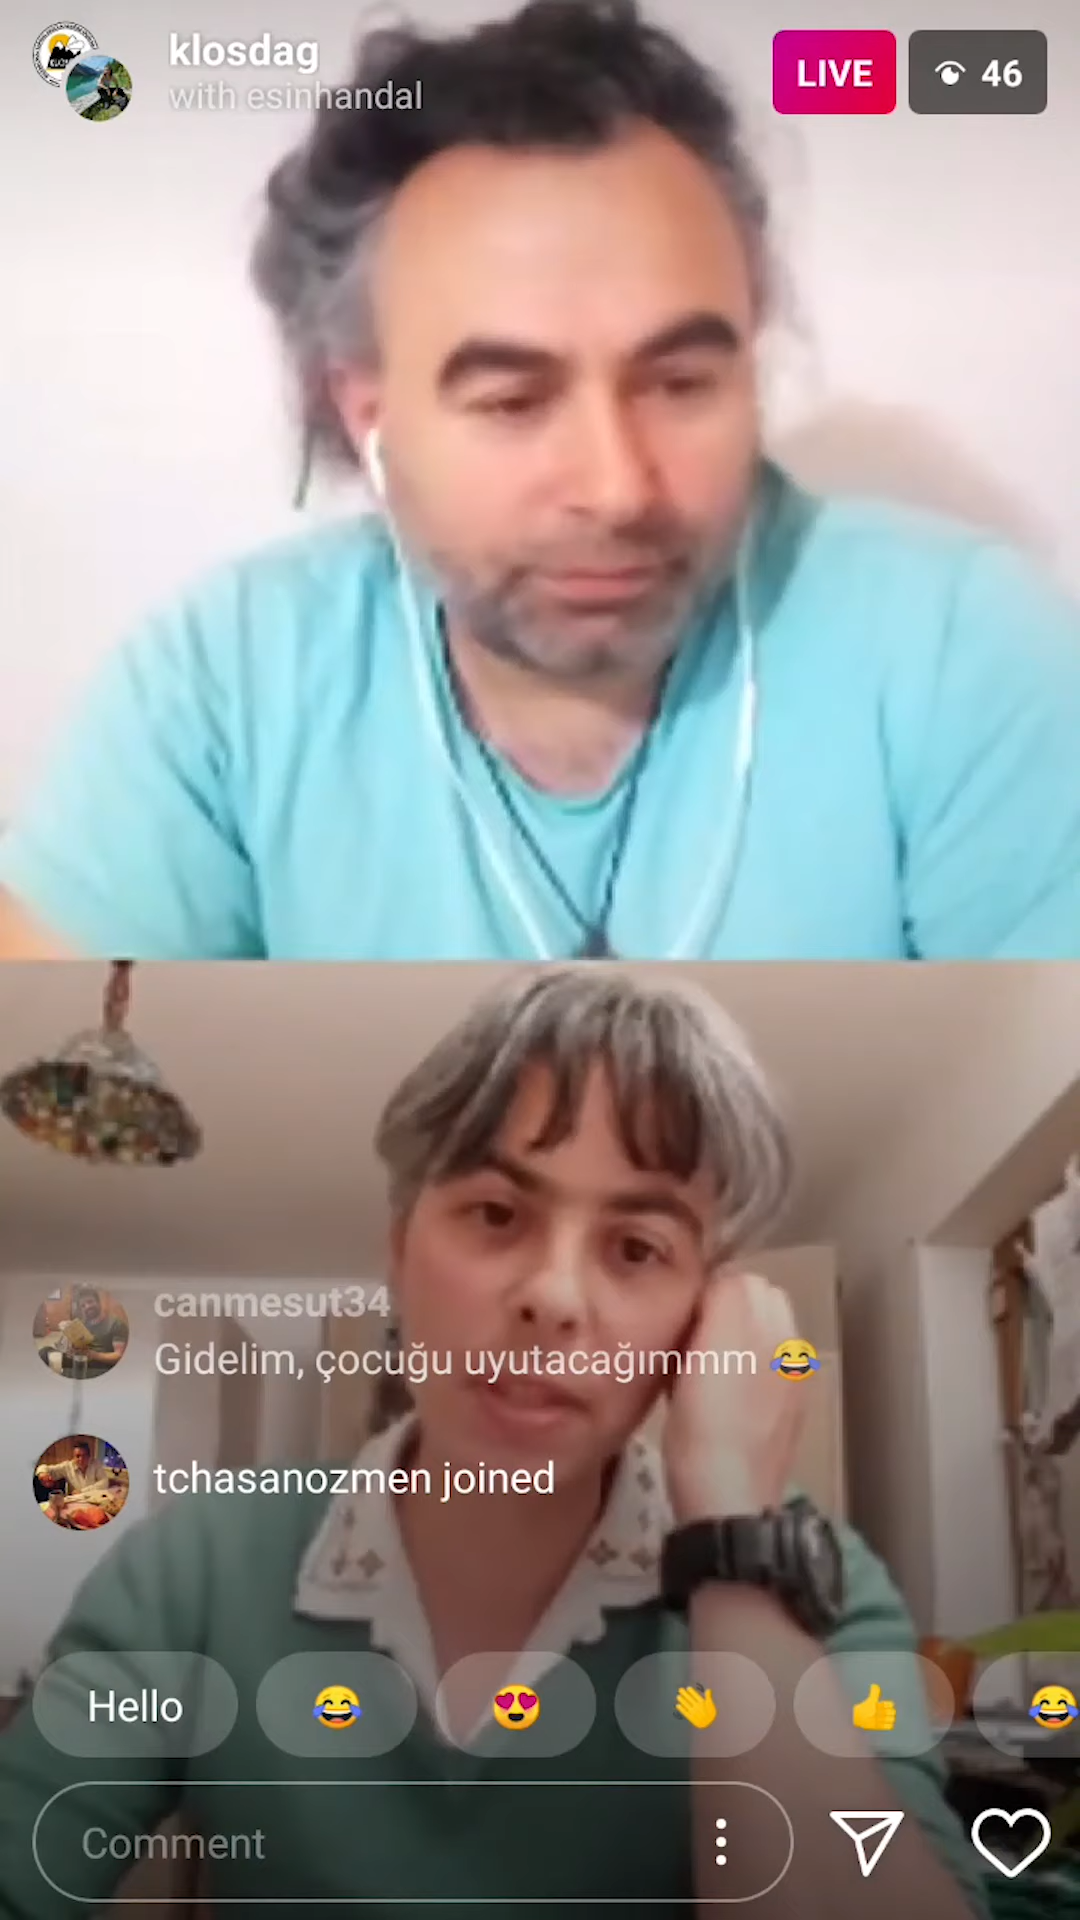 klosdag
with esinhandal
LIVE
46
canmesut34
Gidelim, çocuğu uyutacağımmm 😂
tchasanozmen joined
Hello
Comment